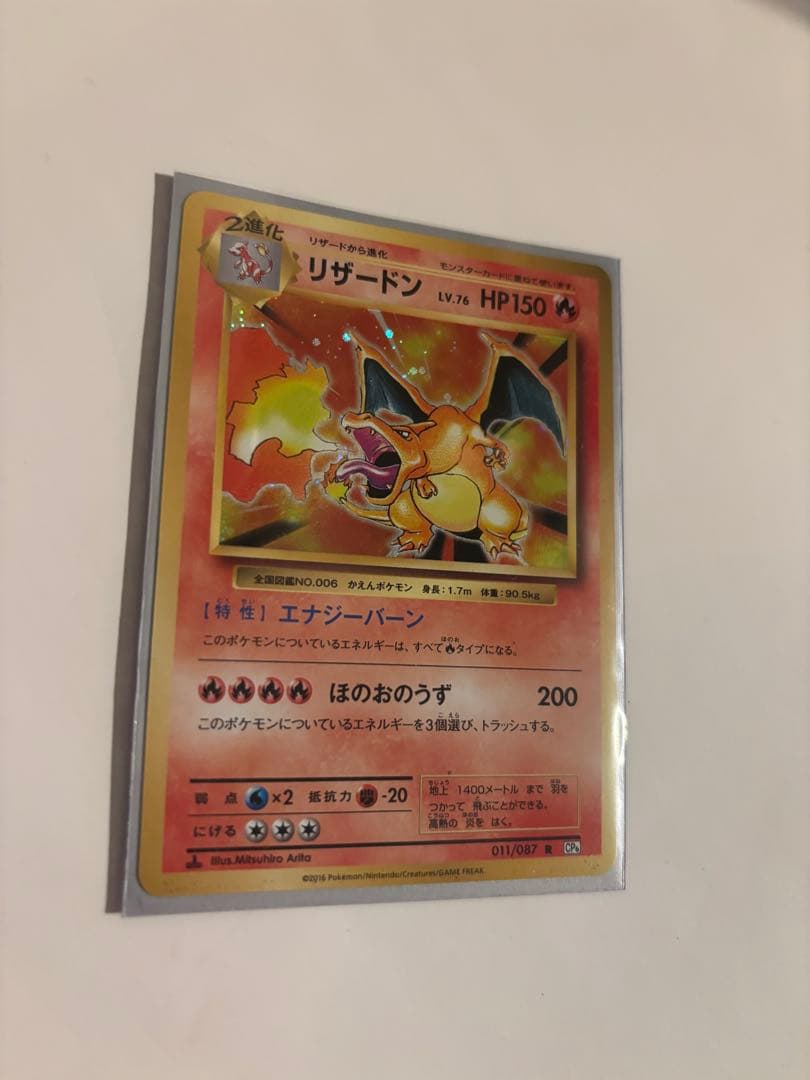 2進化
リザードから進化
モンスターカードに重ねて使います。
リザードン LV.76 HP150
全国図鑑NO.006 かえんポケモン 身長:1.7m 体重:90.5kg
【特性】エナジーバーン
このポケモンについているエネルギーは、すべてタイプになる。
ほのおのうず 200
このポケモンについているエネルギーを3個選び、トラッシュする。
弱点 ×2 抵抗力 -20
にげる
地上 1400メートル まで 羽を
つかって 飛ぶことができる。
高熱の 炎を はく。
Illus.Mitsuhiro Arita
011/087 R CP6
©2016 Pokémon/Nintendo/Creatures/GAME FREAK.